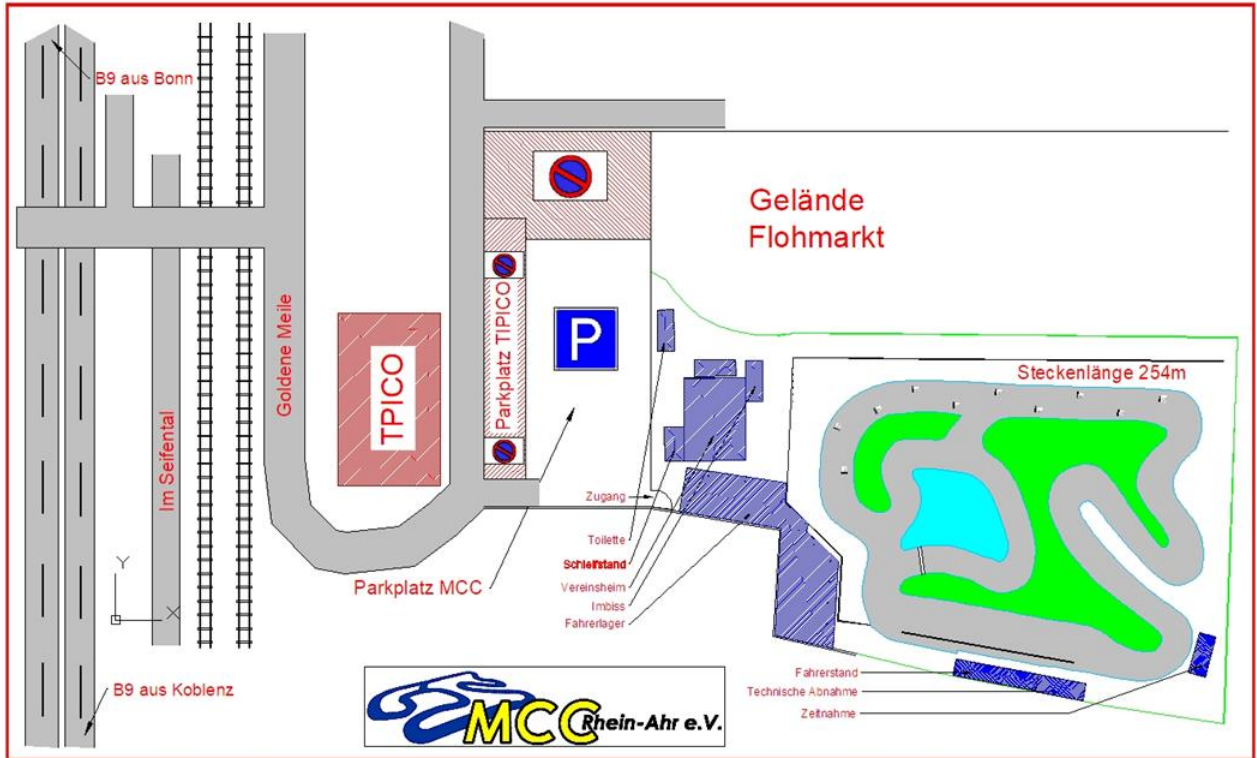 B9 aus Bonn
Gelände
Flohmarkt
Goldene Meile
Im Seifental
TPICO
Parkplatz TIPICO
P
Steckenlänge 254m
Zugang
Toilette
Schleifstand
Vereinsheim
Imbiss
Fahrerlager
Parkplatz MCC
Y
X
B9 aus Koblenz
Fahrerstand
Technische Abnahme
Zeitnahme
MCC Rhein-Ahr e.V.